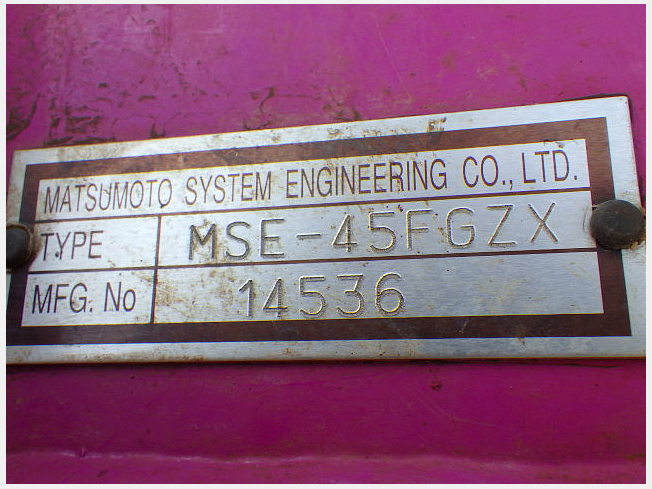 MATSUMOTO SYSTEM ENGINEERING CO., LTD.
TYPE MSE-45FGZX
MFG. No 14536